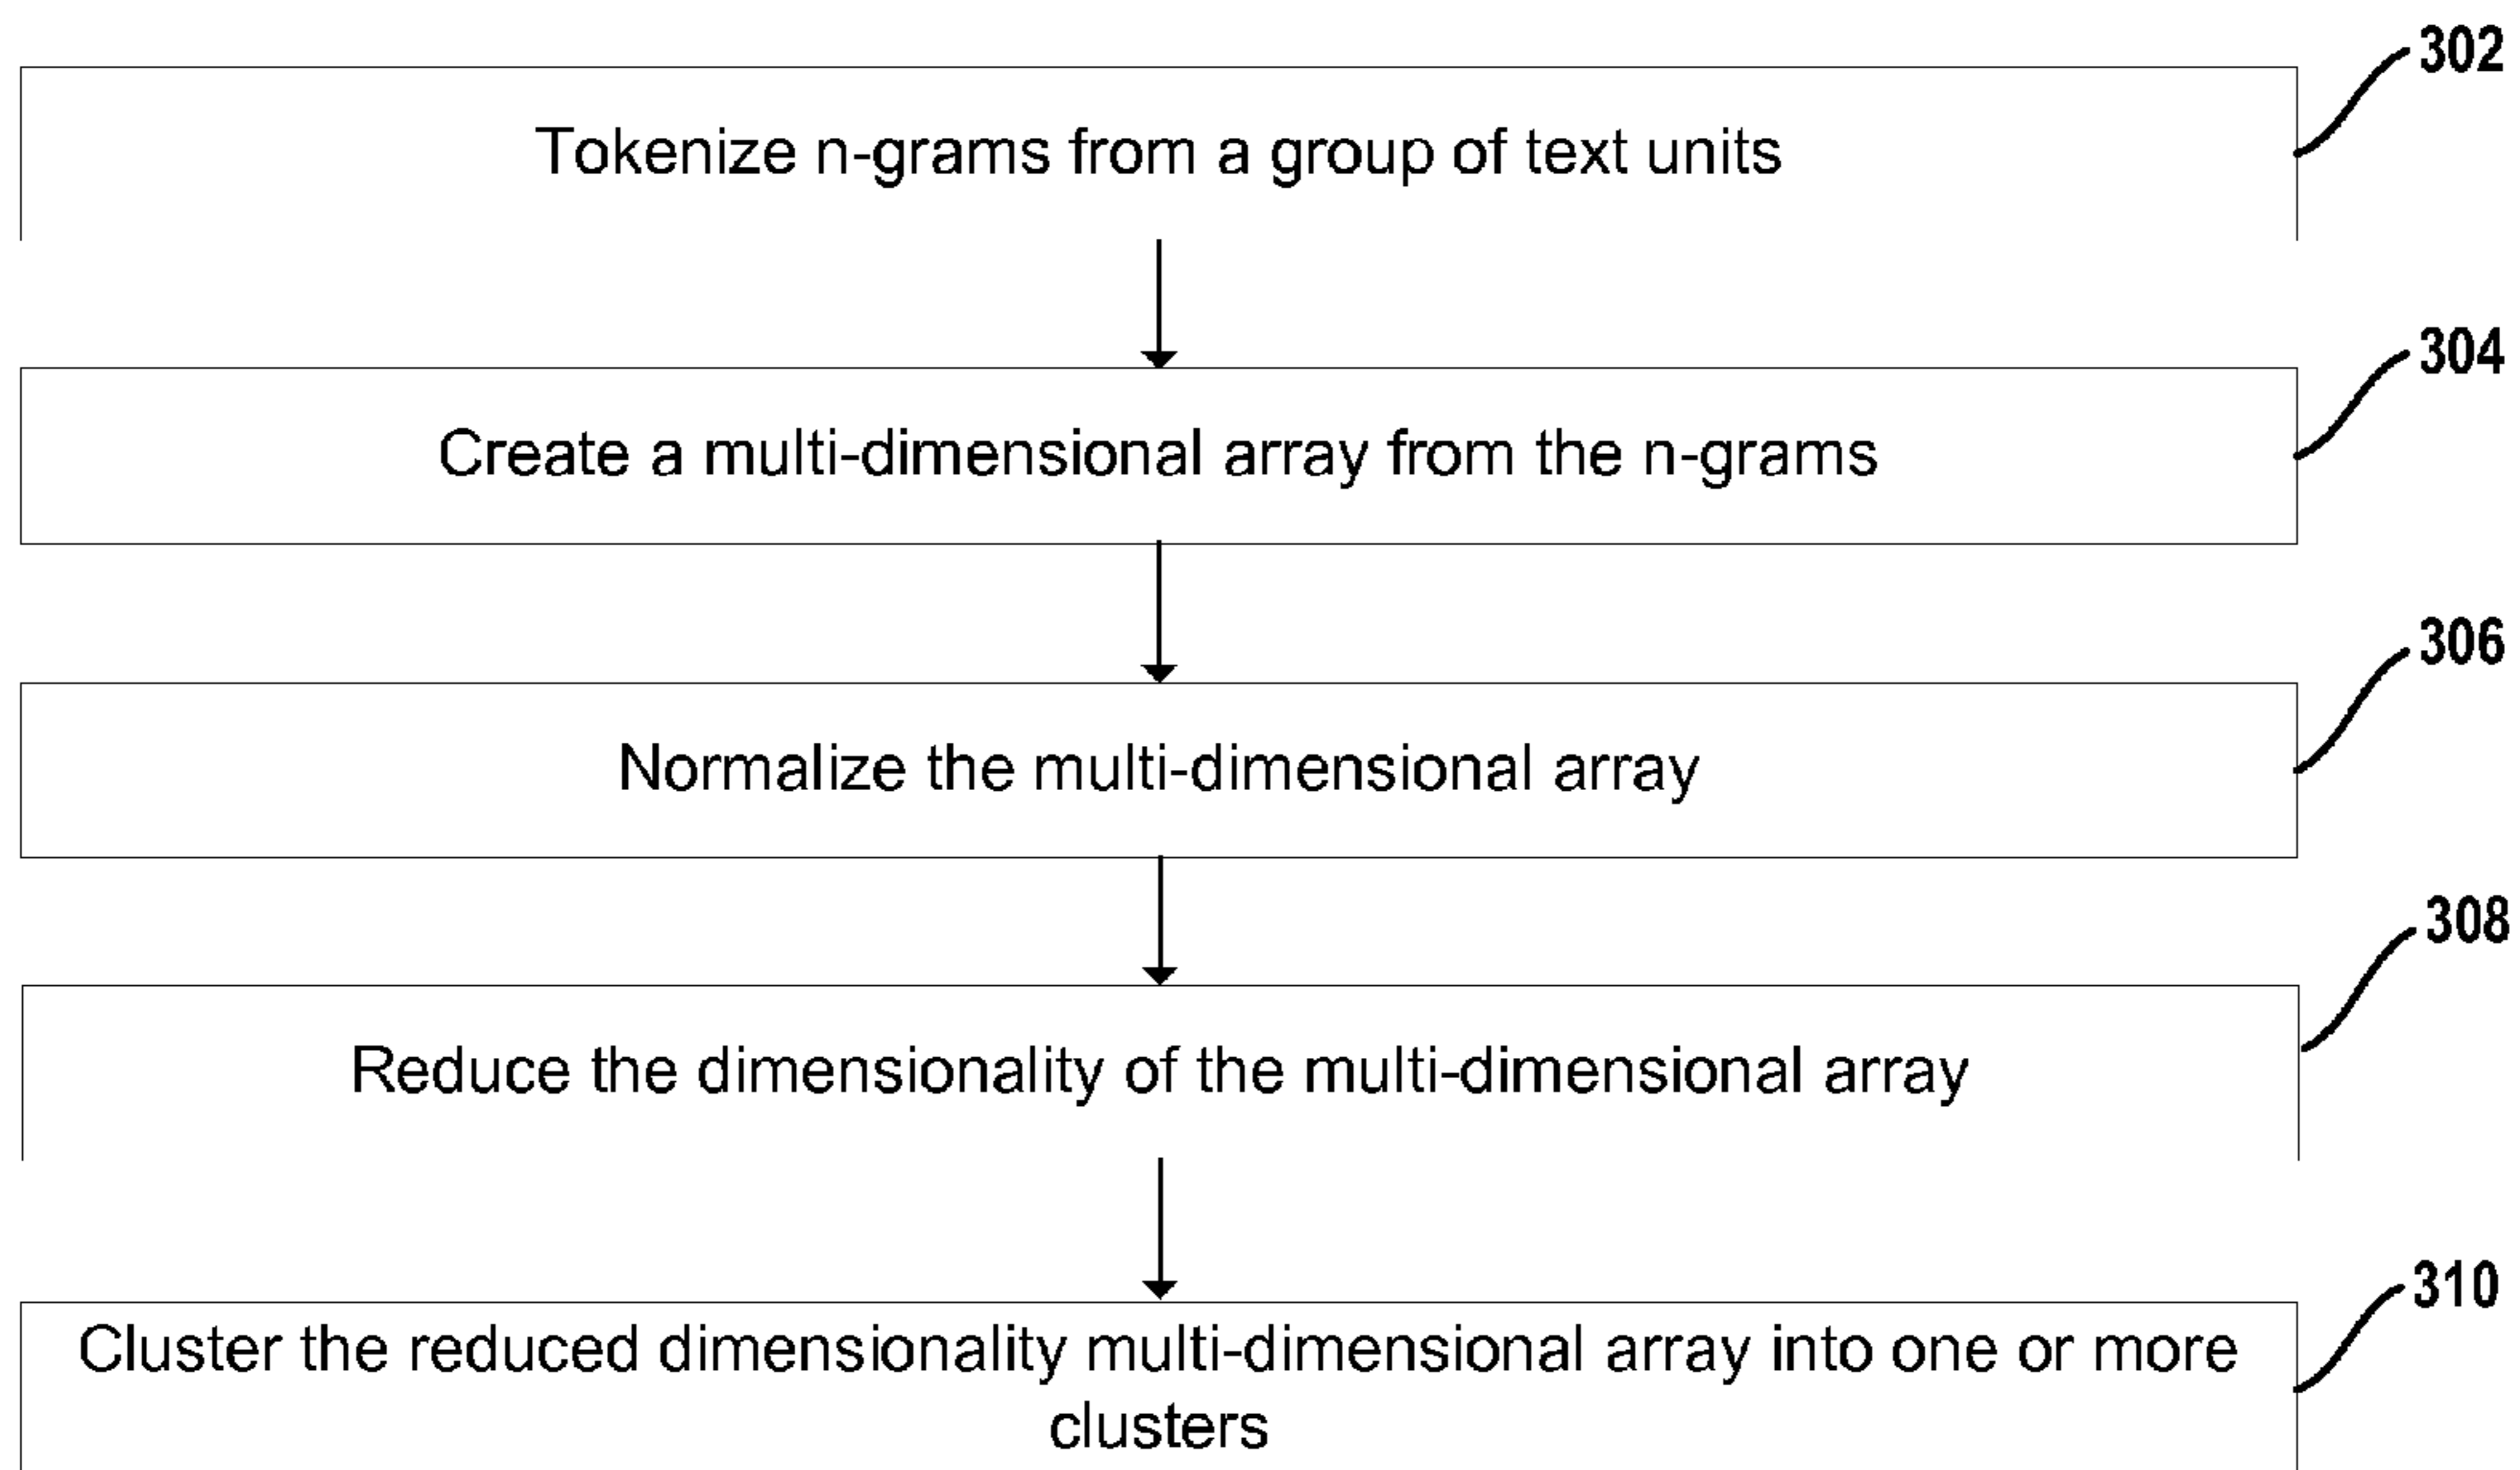 302
Tokenize n-grams from a group of text units
304
Create a multi-dimensional array from the n-grams
306
Normalize the multi-dimensional array
308
Reduce the dimensionality of the multi-dimensional array
310
Cluster the reduced dimensionality multi-dimensional array into one or more
clusters